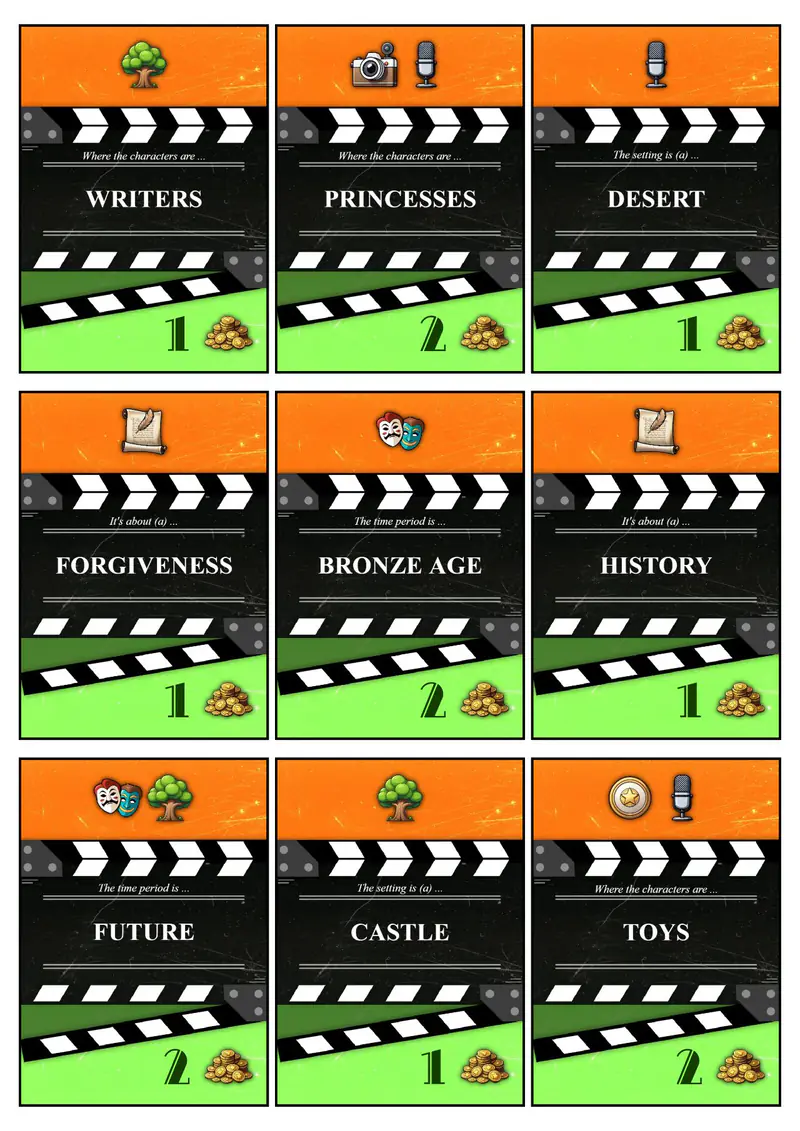 Where the characters are ...
WRITERS
1
Where the characters are ...
PRINCESSES
2
The setting is (a) ...
DESERT
1
It's about (a) ...
FORGIVENESS
1
The time period is ...
BRONZE AGE
2
It's about (a) ...
HISTORY
1
The time period is ...
FUTURE
2
The setting is (a) ...
CASTLE
1
Where the characters are ...
TOYS
2